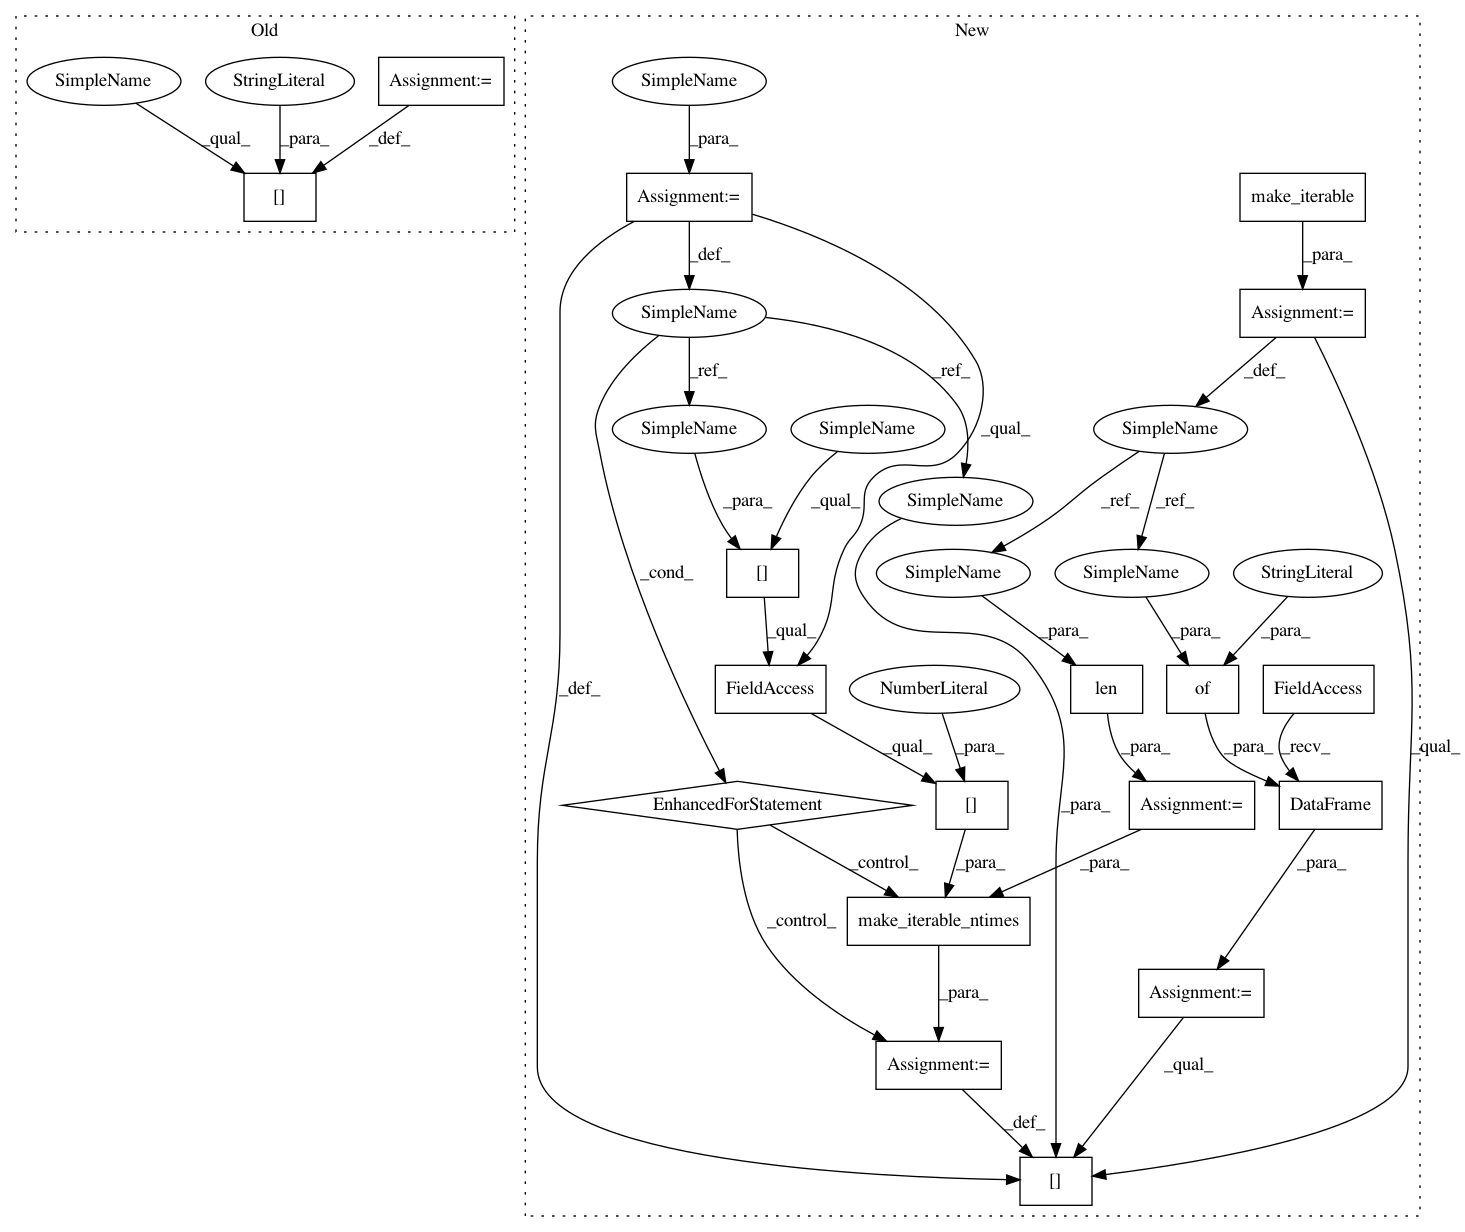 Old
New
SimpleName
StringLiteral
Assignment:=
SimpleName
_qual_
_para_
_def_
_para_
[]
Assignment:=
make_iterable
_def_
_para_
SimpleName
Assignment:=
_ref_
_ref_
_def_
SimpleName
SimpleName
_qual_
SimpleName
_para_
_qual_
SimpleName
_ref_
_ref_
_cond_
[]
SimpleName
SimpleName
StringLiteral
_qual_
_para_
_para_
_para_
_def_
FieldAccess
NumberLiteral
len
of
FieldAccess
_qual_
_para_
_para_
_para_
_recv_
_qual_
EnhancedForStatement
[]
_para_
Assignment:=
DataFrame
_control_
_para_
_para_
_para_
make_iterable_ntimes
_control_
_para_
Assignment:=
Assignment:=
_qual_
_def_
[]